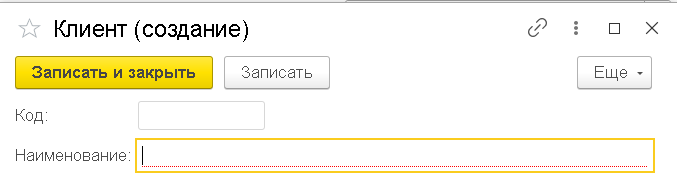 Клиент (создание)
Записать и закрыть Записать Еще
Код:
Наименование: